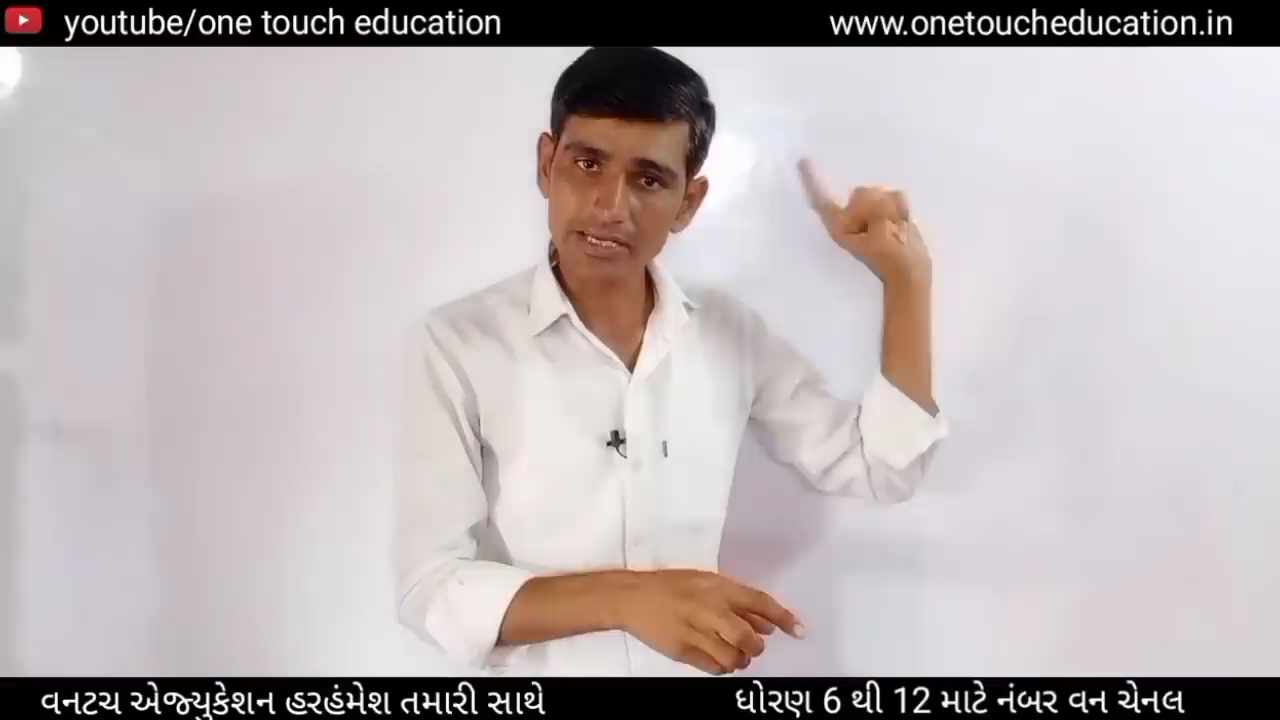 youtube/one touch education
www.onetoucheducation.in
વનટચ એજ્યુકેશન હરહંમેશ તમારી સાથે
ધોરણ 6 થી 12 માટે નંબર વન ચેનલ